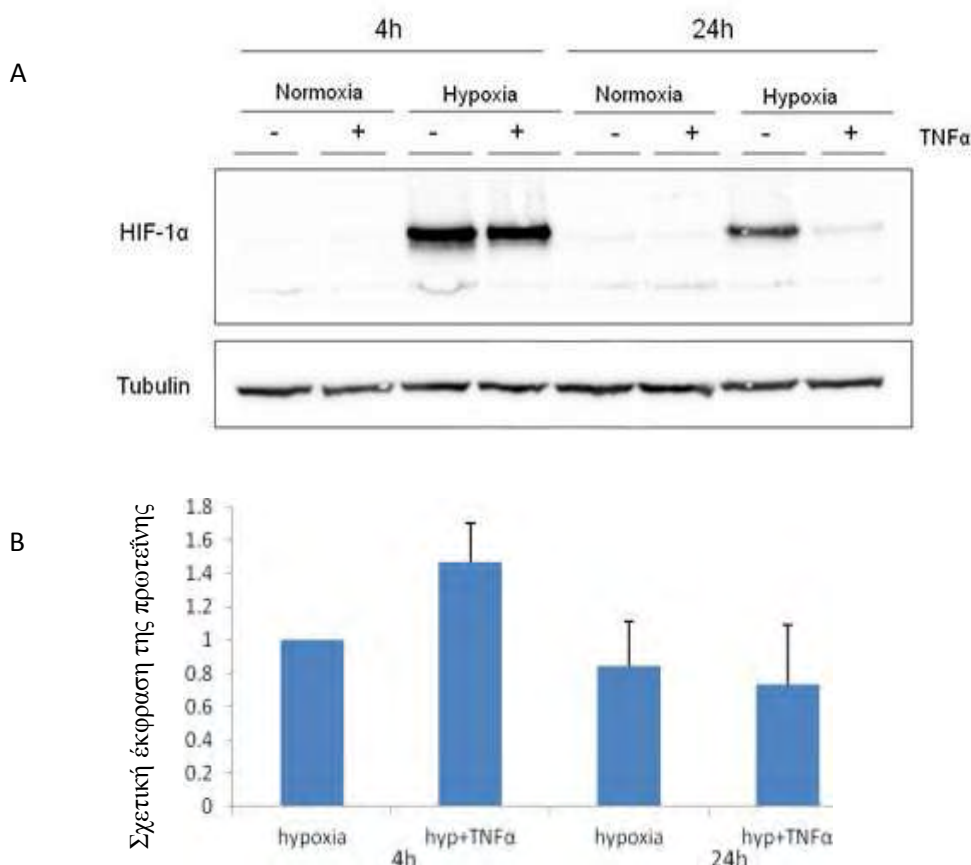 4h 24h
A
Normoxia Hypoxia Normoxia Hypoxia
- + - + - + - + TNFα
HIF-1α
Tubulin
B
Σχετική έκφραση της πρωτεΐνης
1.8
1.6
1.4
1.2
1
0.8
0.6
0.4
0.2
0
hypoxia hyp+TNFα hypoxia hyp+TNFα
4h 24h